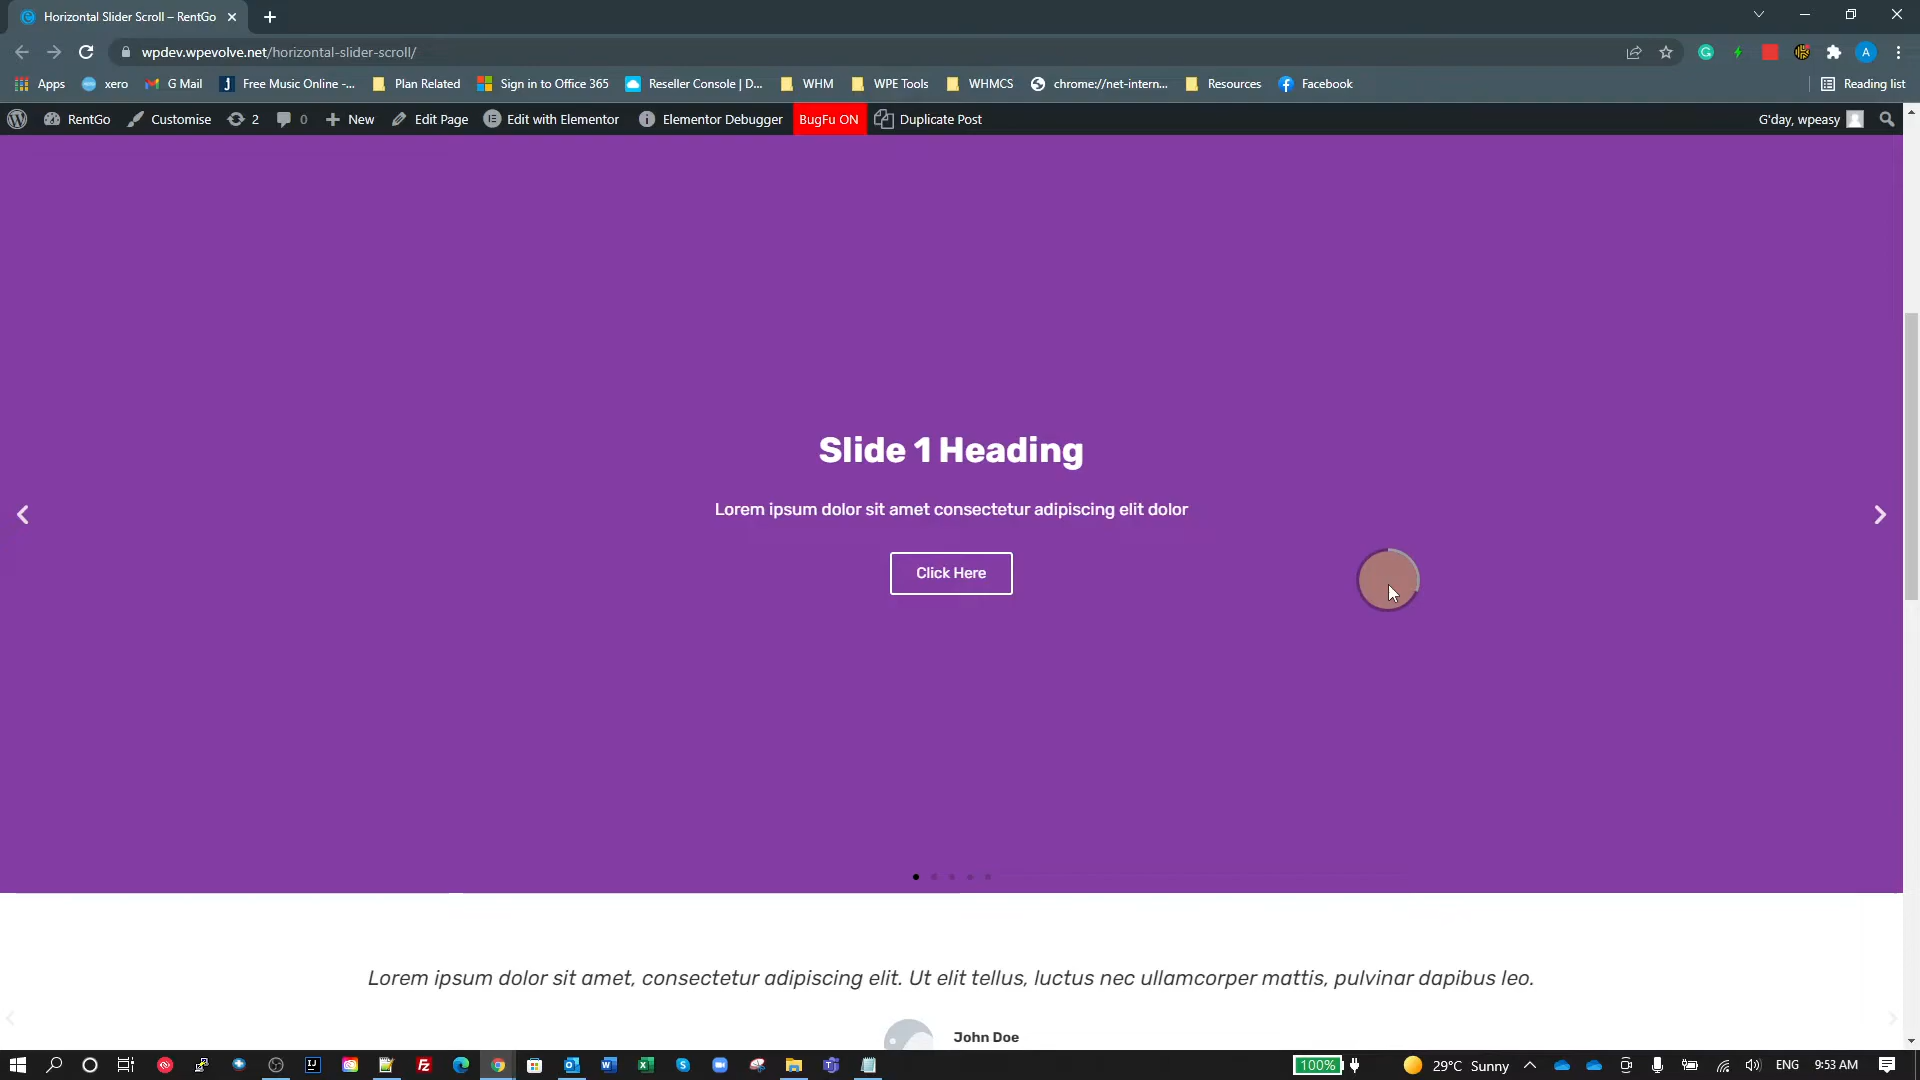 Horizontal Slider Scroll – RentGo
wpdev.wpevolve.net/horizontal-slider-scroll/
A
Apps xero G Mail Free Music Online -... Plan Related Sign in to Office 365 Reseller Console | D... WHM WPE Tools WHMCS chrome://net-intern... Resources Facebook Reading list
RentGo Customise 2 0 New Edit Page Edit with Elementor Elementor Debugger BugFu ON Duplicate Post G'day, wpeasy
Slide 1 Heading
Lorem ipsum dolor sit amet consectetur adipiscing elit dolor
Click Here
Lorem ipsum dolor sit amet, consectetur adipiscing elit. Ut elit tellus, luctus nec ullamcorper mattis, pulvinar dapibus leo.
John Doe
100% 29°C Sunny ENG 9:53 AM